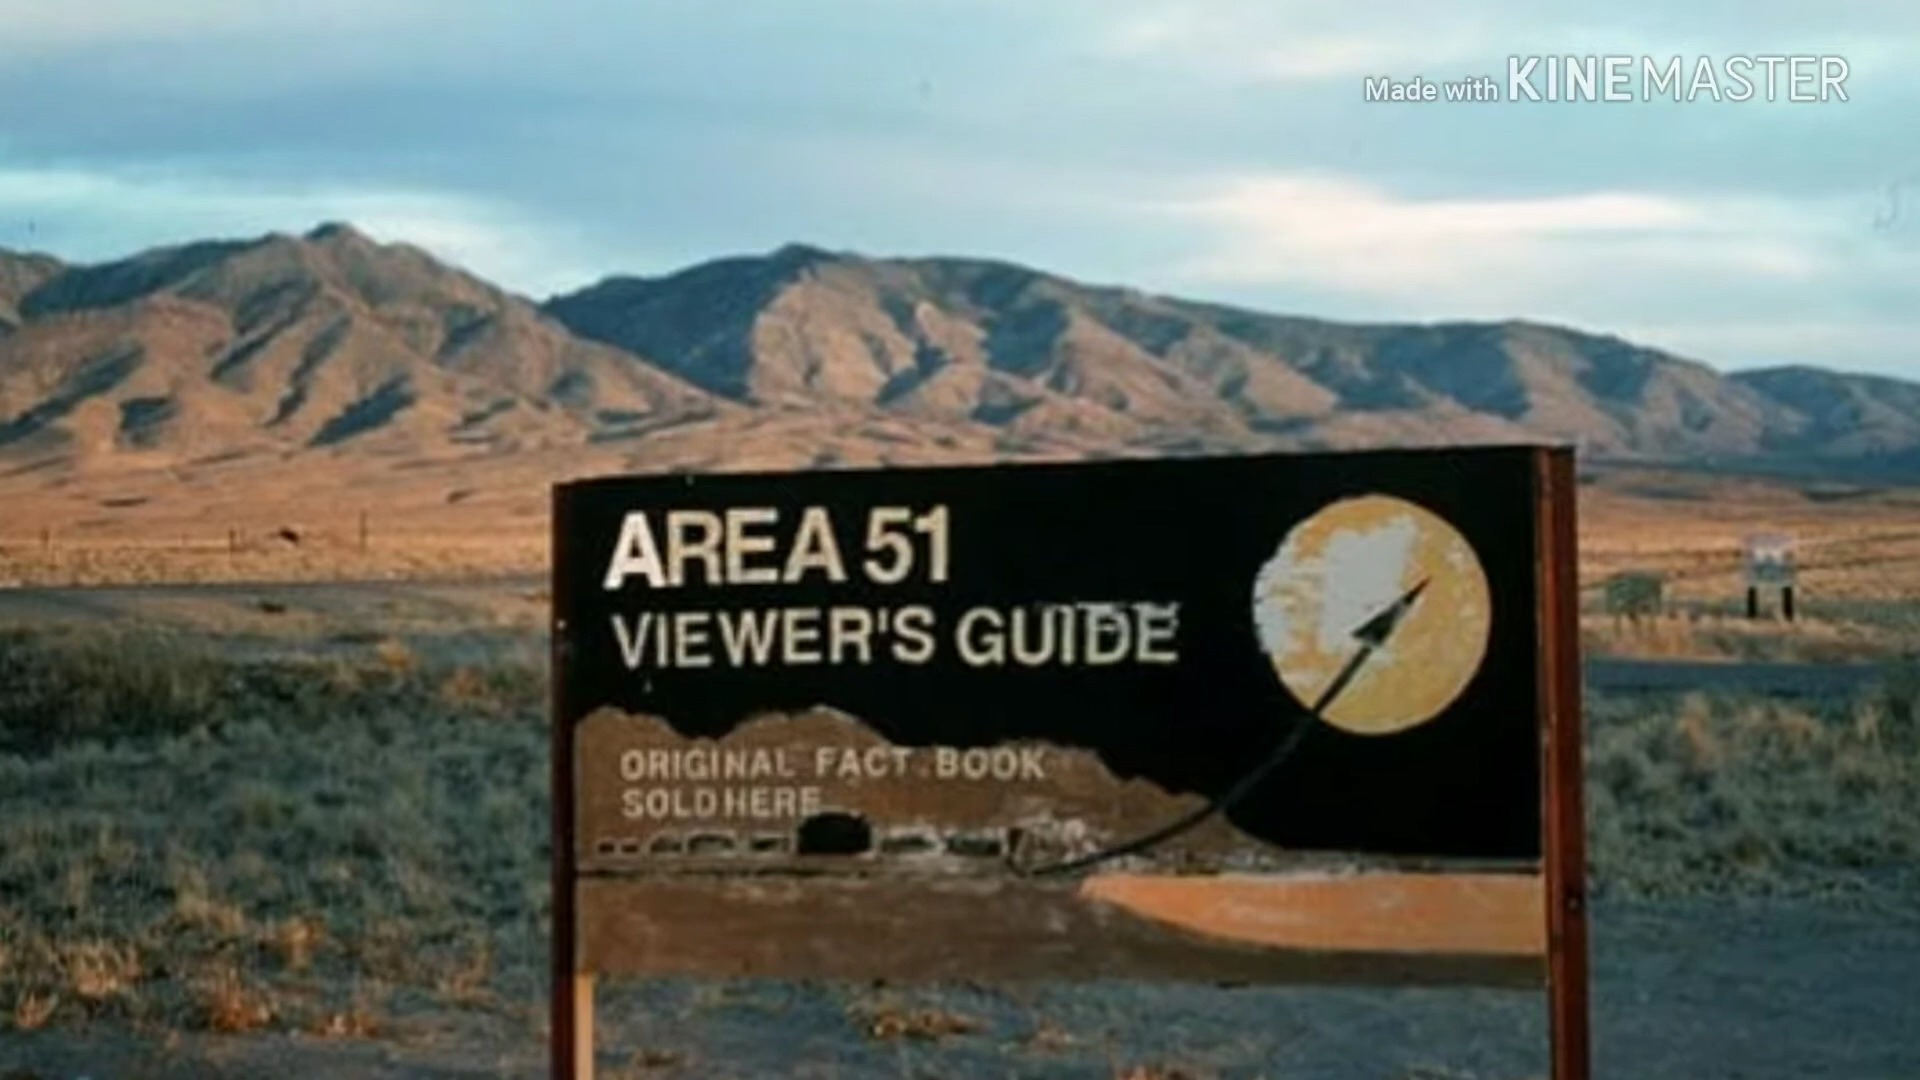 Made with KINEMASTER
AREA 51
VIEWER'S GUIDE
ORIGINAL FACT BOOK
SOLD HERE